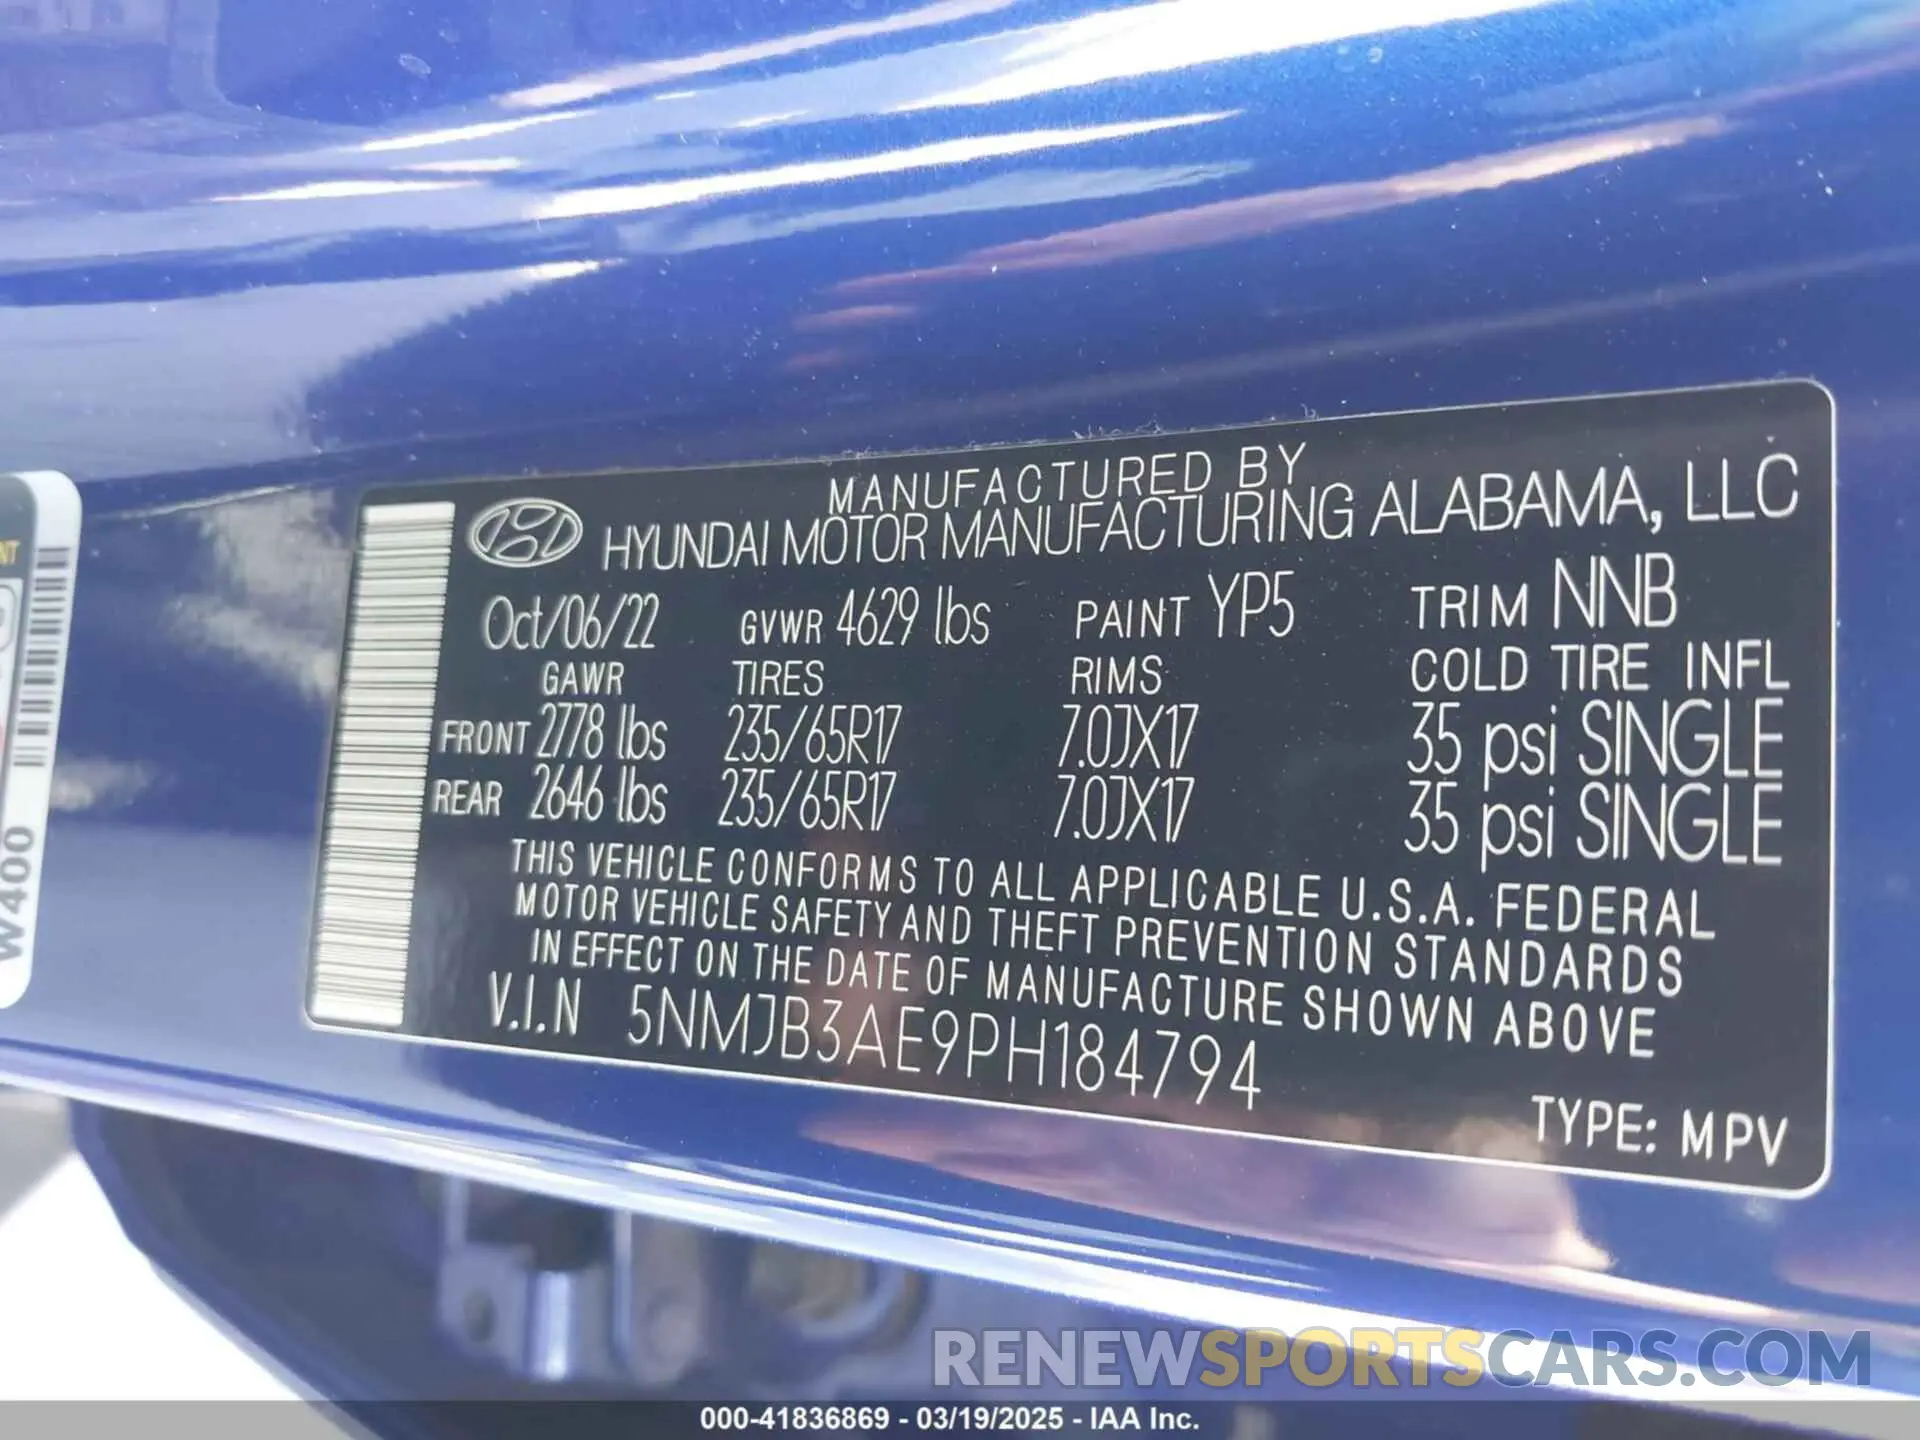 MANUFACTURED BY
HYUNDAI MOTOR MANUFACTURING ALABAMA, LLC
Oct/06/22 GVWR 4629 lbs PAINT YP5 TRIM NNB
GAWR TIRES RIMS COLD TIRE INFL
FRONT 2778 lbs 235/65R17 7.0JX17 35 psi SINGLE
REAR 2646 lbs 235/65R17 7.0JX17 35 psi SINGLE
THIS VEHICLE CONFORMS TO ALL APPLICABLE U.S.A. FEDERAL
MOTOR VEHICLE SAFETY AND THEFT PREVENTION STANDARDS
IN EFFECT ON THE DATE OF MANUFACTURE SHOWN ABOVE
V.I.N 5NMJB3AE9PH184794
TYPE: MPV
NT
W400
RENEWSPORTSCARS.COM
000-41836869 - 03/19/2025 - IAA Inc.